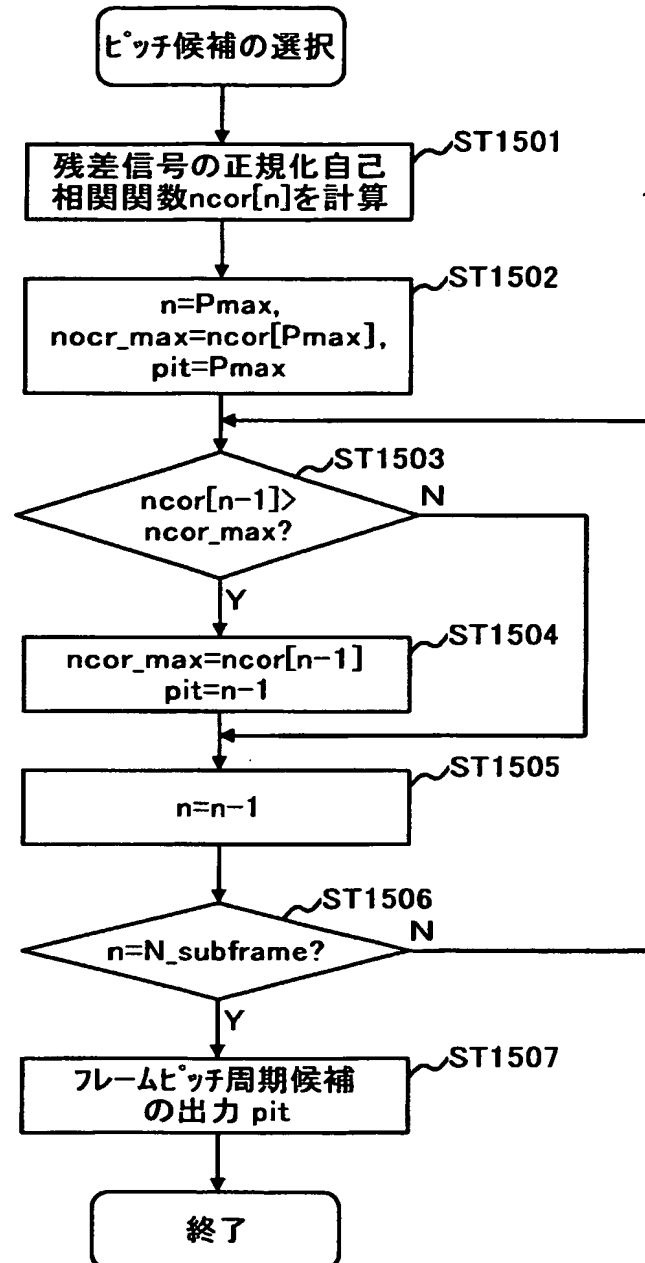 ピッチ候補の選択
ST1501
残差信号の正規化自己
相関関数ncor[n]を計算
ST1502
n=Pmax,
nocr_max=ncor[Pmax],
pit=Pmax
ST1503
ncor[n-1]>
ncor_max?
N
Y
ST1504
ncor_max=ncor[n-1]
pit=n-1
ST1505
n=n-1
ST1506
n=N_subframe?
N
Y
ST1507
フレームピッチ周期候補
の出力 pit
終了